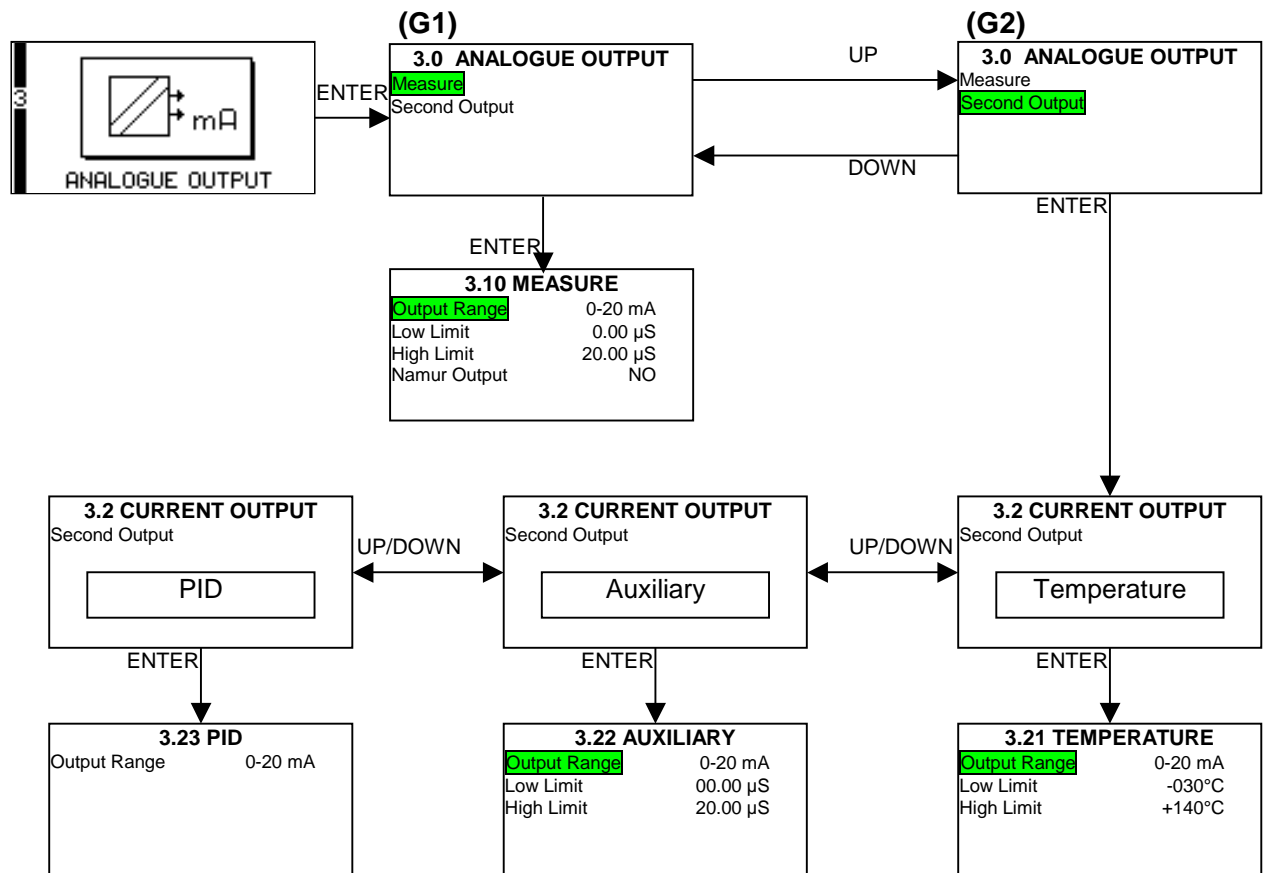 (G1)
(G2)
3
mA
ANALOGUE OUTPUT
ENTER
3.0 ANALOGUE OUTPUT
Measure
Second Output
UP
DOWN
3.0 ANALOGUE OUTPUT
Measure
Second Output
ENTER
ENTER
3.10 MEASURE
Output Range 0-20 mA
Low Limit 0.00 µS
High Limit 20.00 µS
Namur Output NO
3.2 CURRENT OUTPUT
Second Output
PID
UP/DOWN
3.2 CURRENT OUTPUT
Second Output
Auxiliary
UP/DOWN
3.2 CURRENT OUTPUT
Second Output
Temperature
ENTER
ENTER
ENTER
3.23 PID
Output Range 0-20 mA
3.22 AUXILIARY
Output Range 0-20 mA
Low Limit 00.00 µS
High Limit 20.00 µS
3.21 TEMPERATURE
Output Range 0-20 mA
Low Limit -030°C
High Limit +140°C